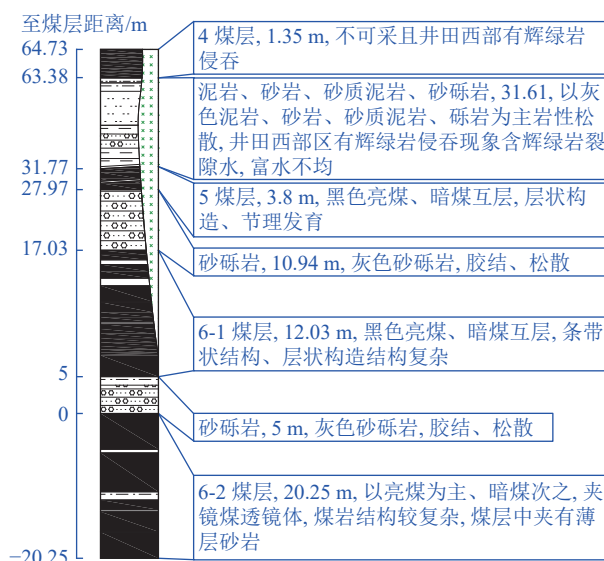 至煤层距离/m
64.73
4 煤层, 1.35 m, 不可采且井田西部有辉绿岩
侵吞
63.38
泥岩、砂岩、砂质泥岩、砂砾岩, 31.61, 以灰
色泥岩、砂岩、砂质泥岩、砾岩为主岩性松
散, 井田西部区有辉绿岩侵吞现象含辉绿岩裂
隙水, 富水不均
31.77
27.97
5 煤层, 3.8 m, 黑色亮煤、暗煤互层, 层状构
造、节理发育
17.03
砂砾岩, 10.94 m, 灰色砂砾岩, 胶结、松散
6-1 煤层, 12.03 m, 黑色亮煤、暗煤互层, 条带
状结构、层状构造结构复杂
5
0
砂砾岩, 5 m, 灰色砂砾岩, 胶结、松散
6-2 煤层, 20.25 m, 以亮煤为主、暗煤次之, 夹
镜煤透镜体, 煤岩结构较复杂, 煤层中夹有薄
层砂岩
−20.25